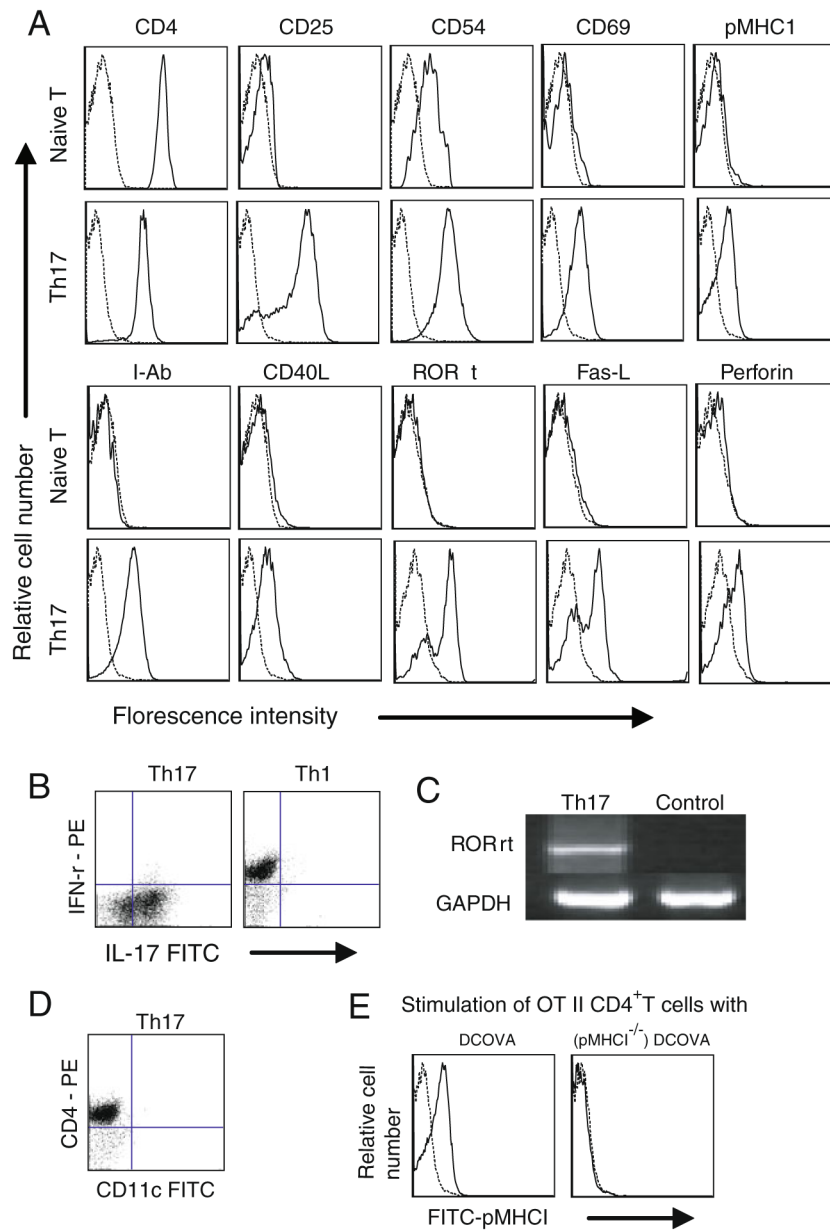 A
CD4 CD25 CD54 CD69 pMHC1
Naive T
Th17
I-Ab CD40L ROR t Fas-L Perforin
Naive T
Th17
Relative cell number
Florescence intensity
B
Th17 Th1
IFN-r - PE
IL-17 FITC
C
Th17 Control
RORrt
GAPDH
D
Th17
CD4 - PE
CD11c FITC
E
Stimulation of OT II CD4+T cells with
DCOVA (pMHCI-/-) DCOVA
Relative cell
number
FITC-pMHCI